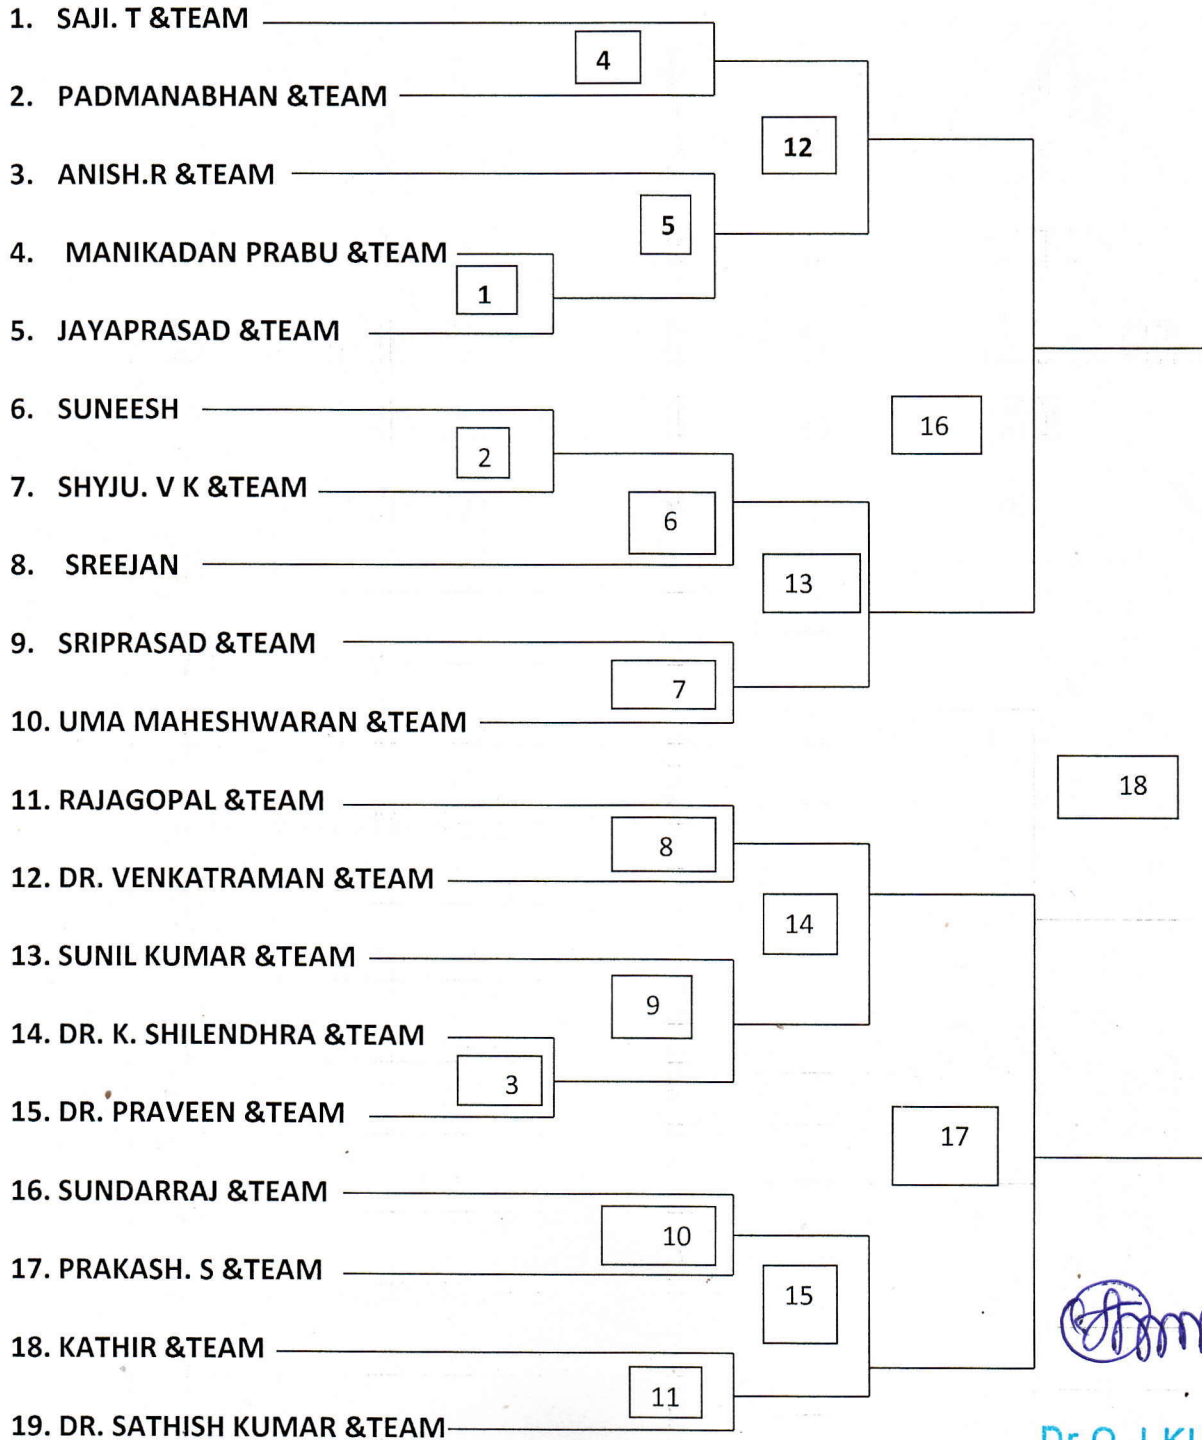 1. SAJI. T &TEAM
4
2. PADMANABHAN &TEAM
12
3. ANISH.R &TEAM
5
4. MANIKADAN PRABU &TEAM
1
5. JAYAPRASAD &TEAM
6. SUNEESH
16
2
7. SHYJU. V K &TEAM
6
8. SREEJAN
13
9. SRIPRASAD &TEAM
7
10. UMA MAHESHWARAN &TEAM
18
11. RAJAGOPAL &TEAM
8
12. DR. VENKATRAMAN &TEAM
14
13. SUNIL KUMAR &TEAM
9
14. DR. K. SHILENDHRA &TEAM
3
15. DR. PRAVEEN &TEAM
17
16. SUNDARRAJ &TEAM
10
17. PRAKASH. S &TEAM
15
18. KATHIR &TEAM
11
19. DR. SATHISH KUMAR &TEAM